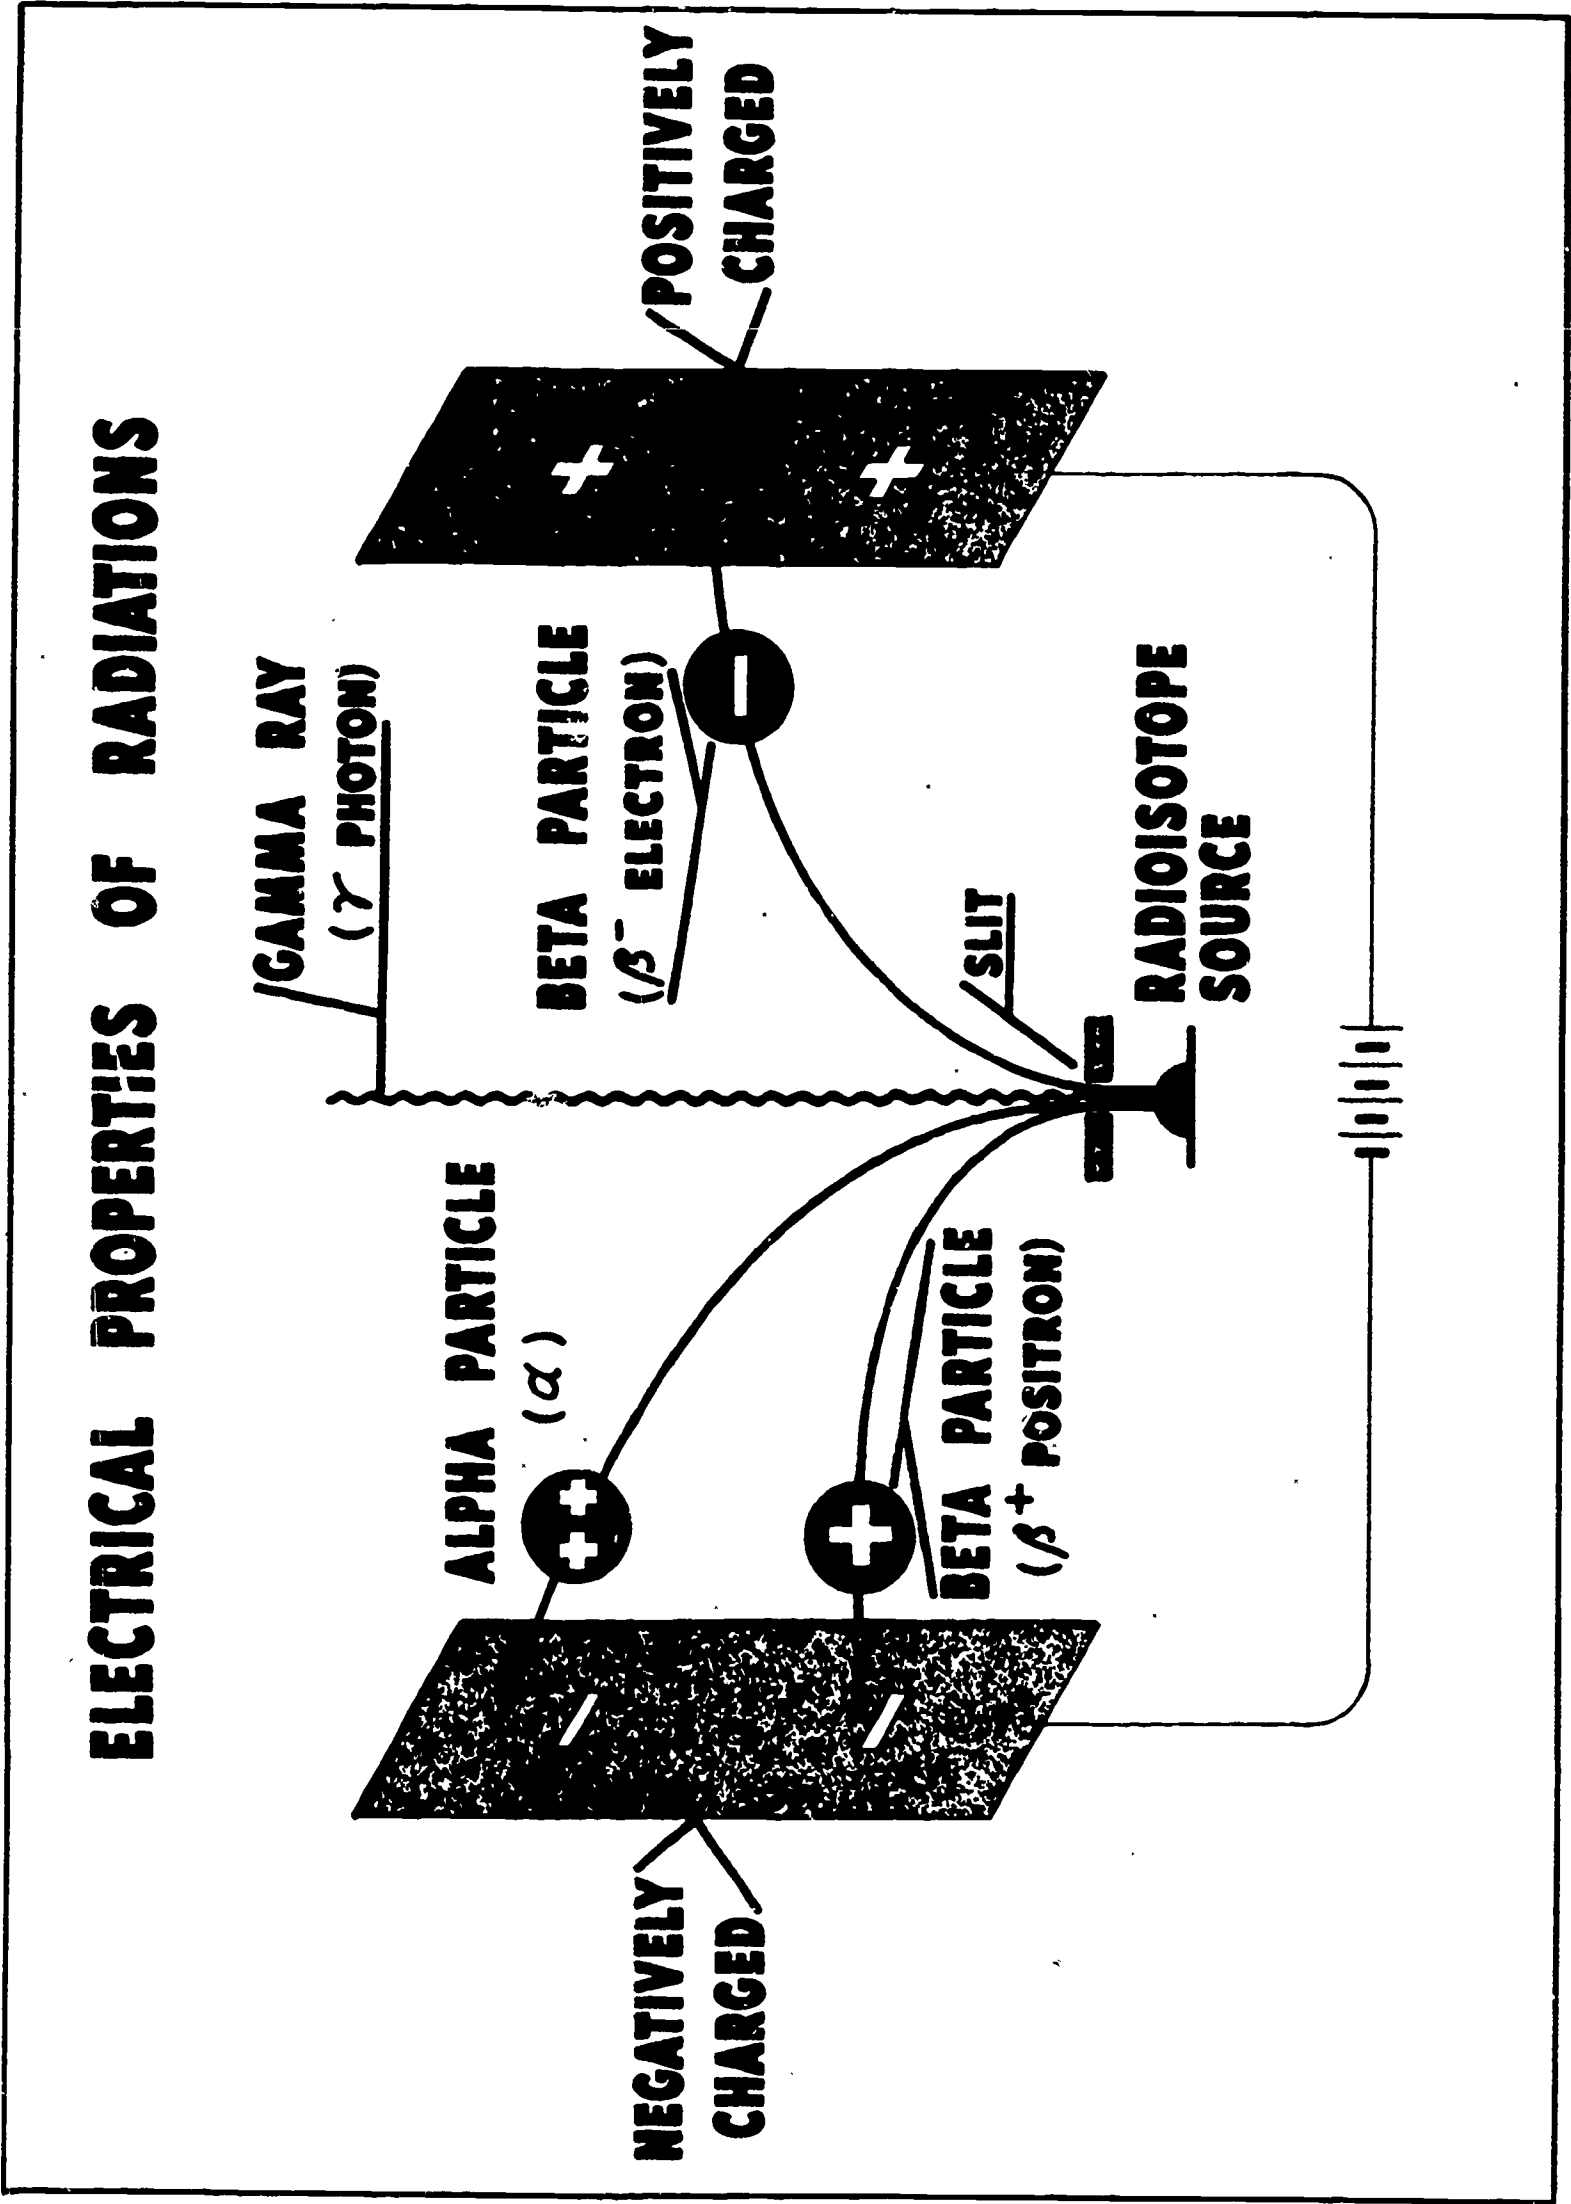 ELECTRICAL PROPERTIES OF RADIATIONS
GAMMA RAY
(γ PHOTON)
ALPHA PARTICLE
(α)
BETA PARTICLE
(β⁻ ELECTRON)
NEGATIVELY
CHARGED
POSITIVELY
CHARGED
− −
+ +
++
+
−
BETA PARTICLE
(β⁺ POSITRON)
SLIT
RADIOISOTOPE
SOURCE